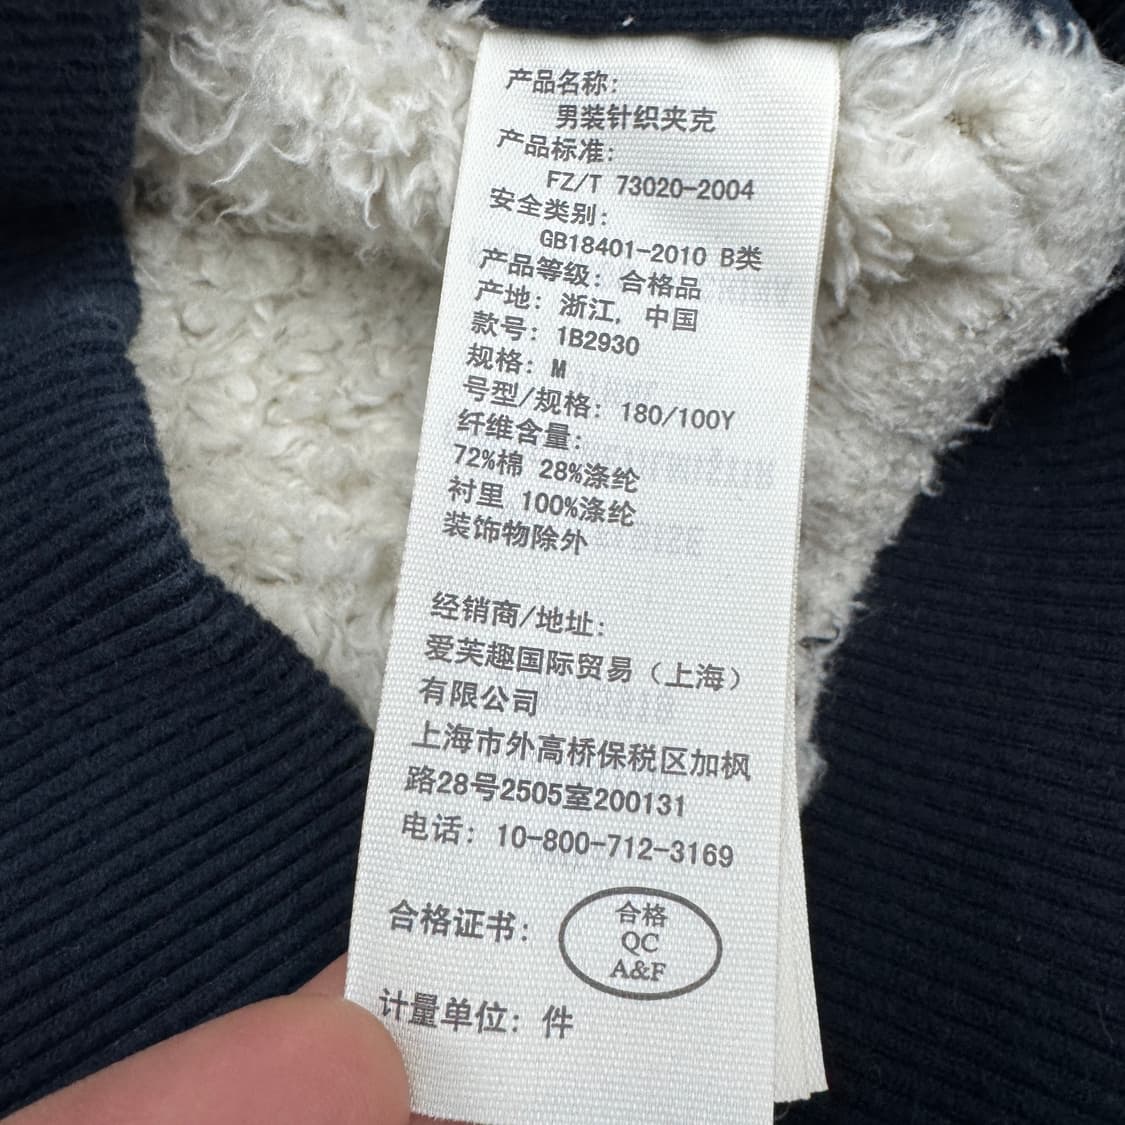 产品名称:
男装针织夹克
产品标准:
FZ/T 73020-2004
安全类别:
GB18401-2010 B类
产品等级: 合格品
产地: 浙江, 中国
款号: 1B2930
规格: M
号型/规格: 180/100Y
纤维含量:
72%棉 28%涤纶
衬里 100%涤纶
装饰物除外
经销商/地址:
爱芙趣国际贸易（上海）
有限公司
上海市外高桥保税区加枫
路28号2505室200131
电话: 10-800-712-3169
合格证书:
合格
QC
A&F
计量单位: 件